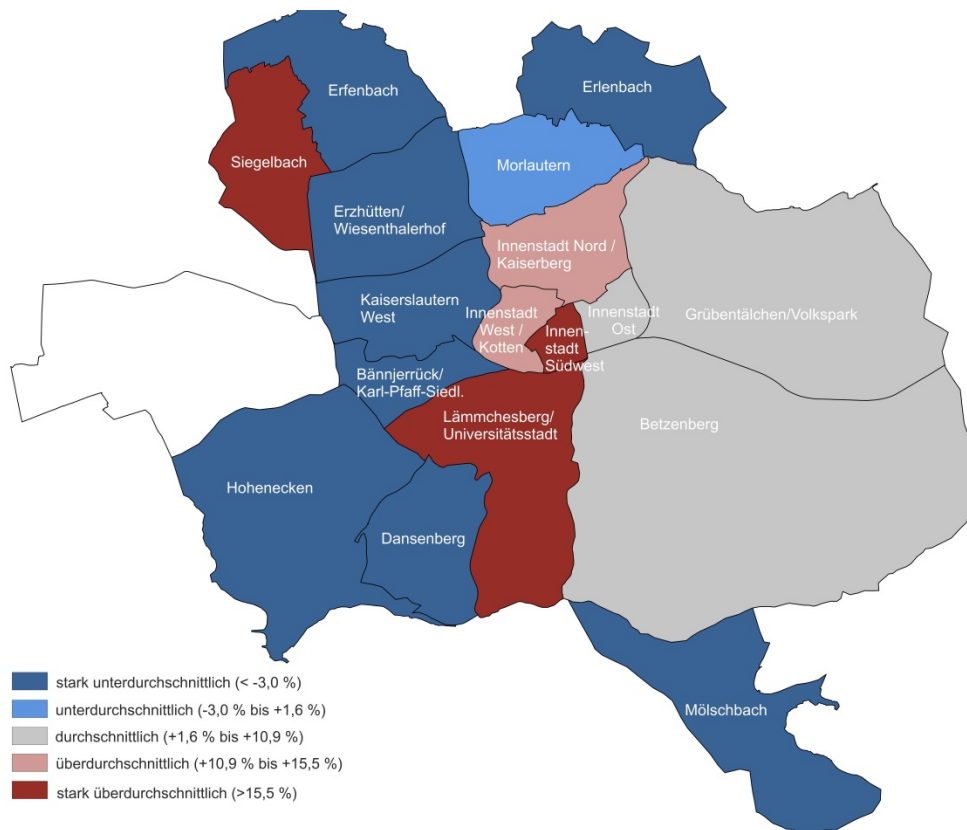 Erfenbach
Erlenbach
Siegelbach
Morlautern
Erzhütten/
Wiesenthalerhof
Innenstadt Nord /
Kaiserberg
Kaiserslautern
West
Innenstadt
West /
Kotten
Innen-
stadt
Südwest
Innenstadt
Ost
Grübentälchen/Volkspark
Bännjerrück/
Karl-Pfaff-Siedl.
Lämmchesberg/
Universitätsstadt
Betzenberg
Hohenecken
Dansenberg
Mölschbach
stark unterdurchschnittlich (< -3,0 %)
unterdurchschnittlich (-3,0 % bis +1,6 %)
durchschnittlich (+1,6 % bis +10,9 %)
überdurchschnittlich (+10,9 % bis +15,5 %)
stark überdurchschnittlich (>15,5 %)